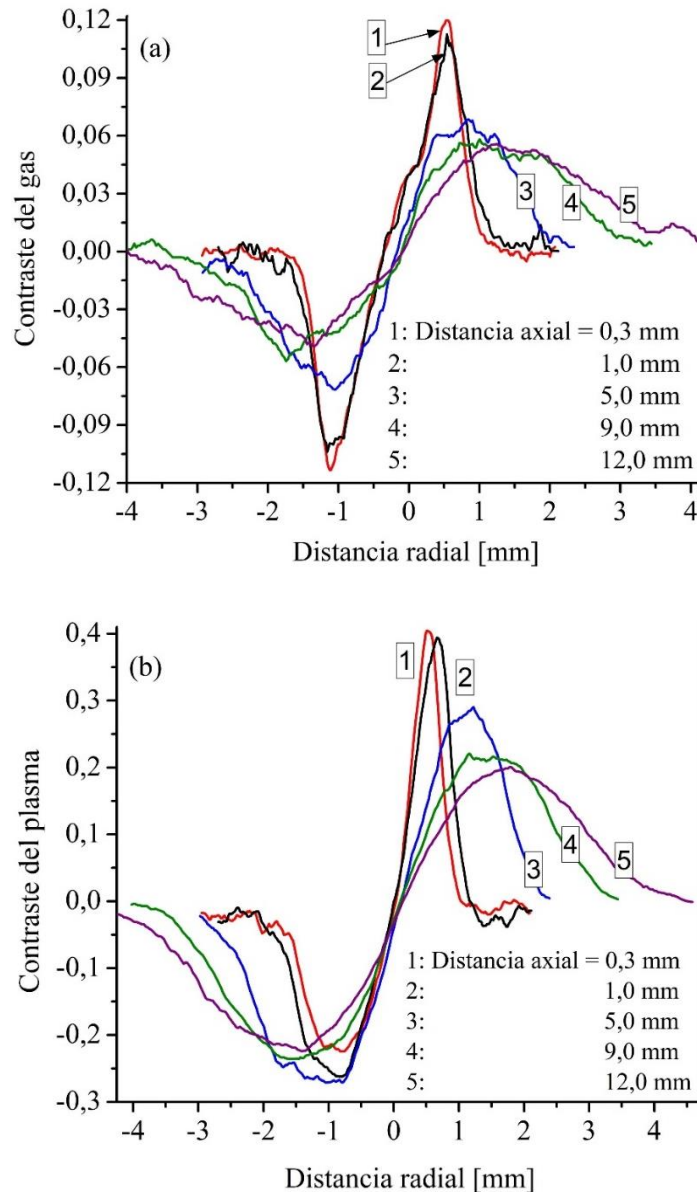 0,12
0,09
0,06
0,03
0,00
-0,03
-0,06
-0,09
-0,12
Contraste del gas
(a)
1
2
3
4
5
1: Distancia axial = 0,3 mm
2: 1,0 mm
3: 5,0 mm
4: 9,0 mm
5: 12,0 mm
-4 -3 -2 -1 0 1 2 3 4
Distancia radial [mm]
0,4
0,3
0,2
0,1
0,0
-0,1
-0,2
-0,3
Contraste del plasma
(b)
1
2
3
4
5
1: Distancia axial = 0,3 mm
2: 1,0 mm
3: 5,0 mm
4: 9,0 mm
5: 12,0 mm
-4 -3 -2 -1 0 1 2 3 4
Distancia radial [mm]